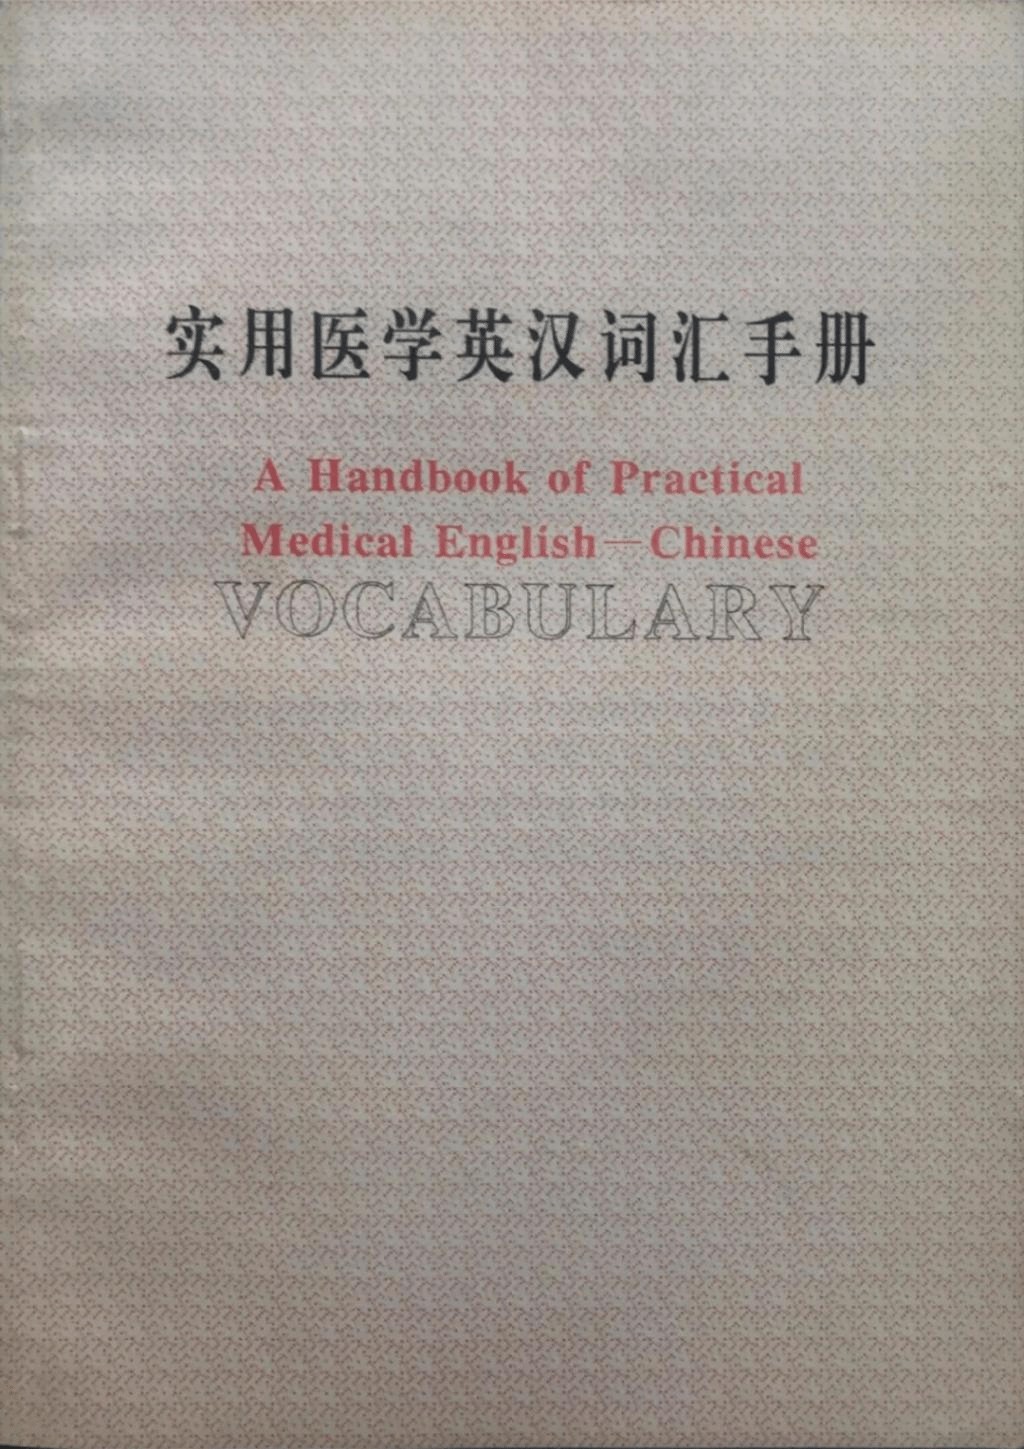 实用医学英汉词汇手册
A Handbook of Practical
Medical English—Chinese
VOCABULARY